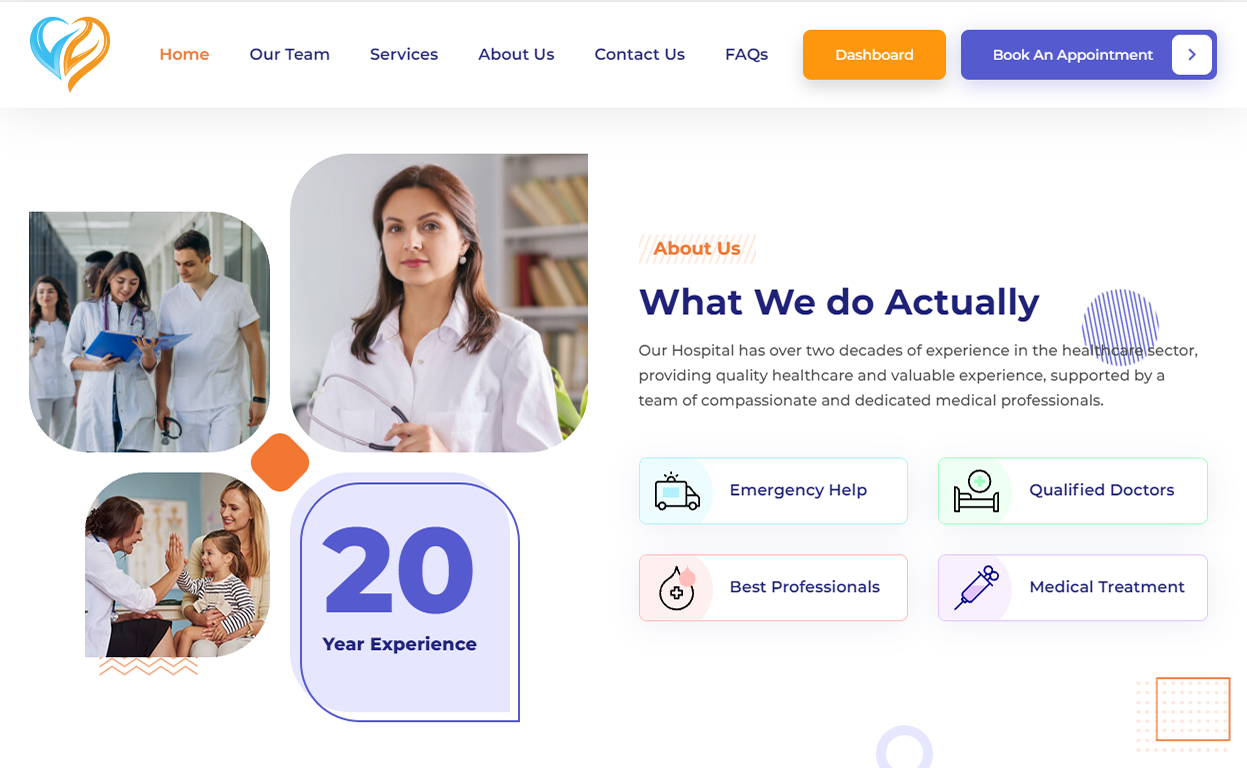 Home
Our Team
Services
About Us
Contact Us
FAQs
Dashboard
Book An Appointment
About Us
What We do Actually
Our Hospital has over two decades of experience in the healthcare sector,
providing quality healthcare and valuable experience, supported by a
team of compassionate and dedicated medical professionals.
Emergency Help
Qualified Doctors
Best Professionals
Medical Treatment
20
Year Experience